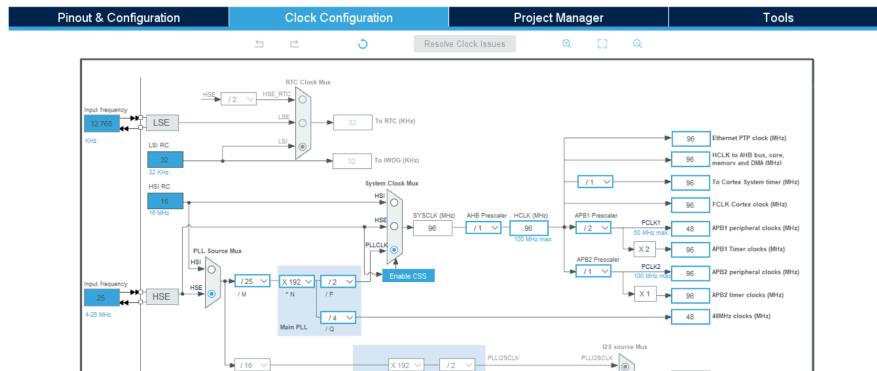 Pinout & Configuration
Clock Configuration
Project Manager
Tools
Resolve Clock Issues
RTC Clock Mux
HSE
/ 2
HSE_RTC
Input frequency
32.768
KHz
LSE
LSE
32
To RTC (KHz)
LSI RC
32
32 KHz
LSI
32
To IWDG (KHz)
HSI RC
16
16 MHz
System Clock Mux
HSI
HSE
PLLCLK
Enable CSS
SYSCLK (MHz)
96
AHB Prescaler
/ 1
HCLK (MHz)
96
100 MHz max
96
Ethernet PTP clock (MHz)
96
HCLK to AHB bus, core,
memory and DMA (MHz)
/ 1
96
To Cortex System timer (MHz)
96
FCLK Cortex clock (MHz)
APB1 Prescaler
/ 2
PCLK1
50 MHz max
48
APB1 peripheral clocks (MHz)
X 2
96
APB1 Timer clocks (MHz)
APB2 Prescaler
/ 1
PCLK2
100 MHz max
96
APB2 peripheral clocks (MHz)
X 1
96
APB2 timer clocks (MHz)
48
48MHz clocks (MHz)
PLL Source Mux
HSI
HSE
Input frequency
25
4-26 MHz
HSE
/ 25
/ M
X 192
* N
/ 2
/ P
/ 4
/ Q
Main PLL
I2S source Mux
/ 16
X 192
/ 2
PLLI2SCLK
PLLI2SCLK